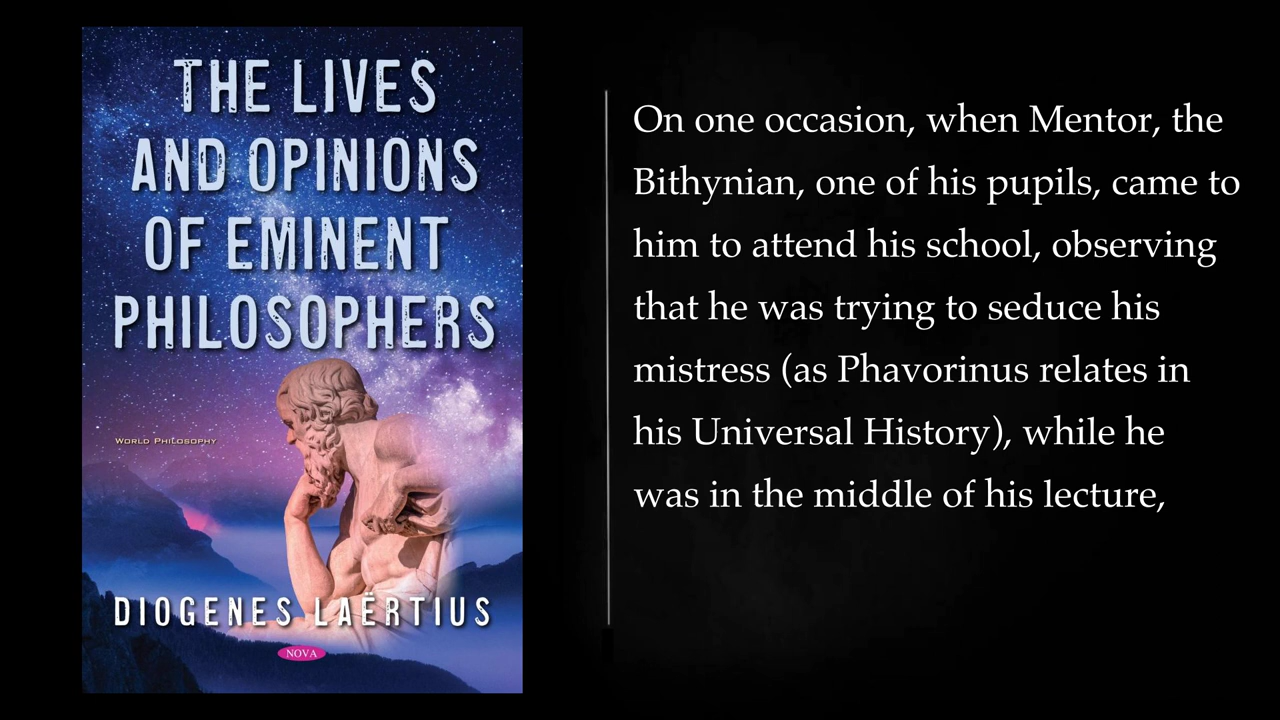 THE LIVES
AND OPINIONS
OF EMINENT
PHILOSOPHERS
WORLD PHILOSOPHY
DIOGENES LAËRTIUS
NOVA
On one occasion, when Mentor, the
Bithynian, one of his pupils, came to
him to attend his school, observing
that he was trying to seduce his
mistress (as Phavorinus relates in
his Universal History), while he
was in the middle of his lecture,